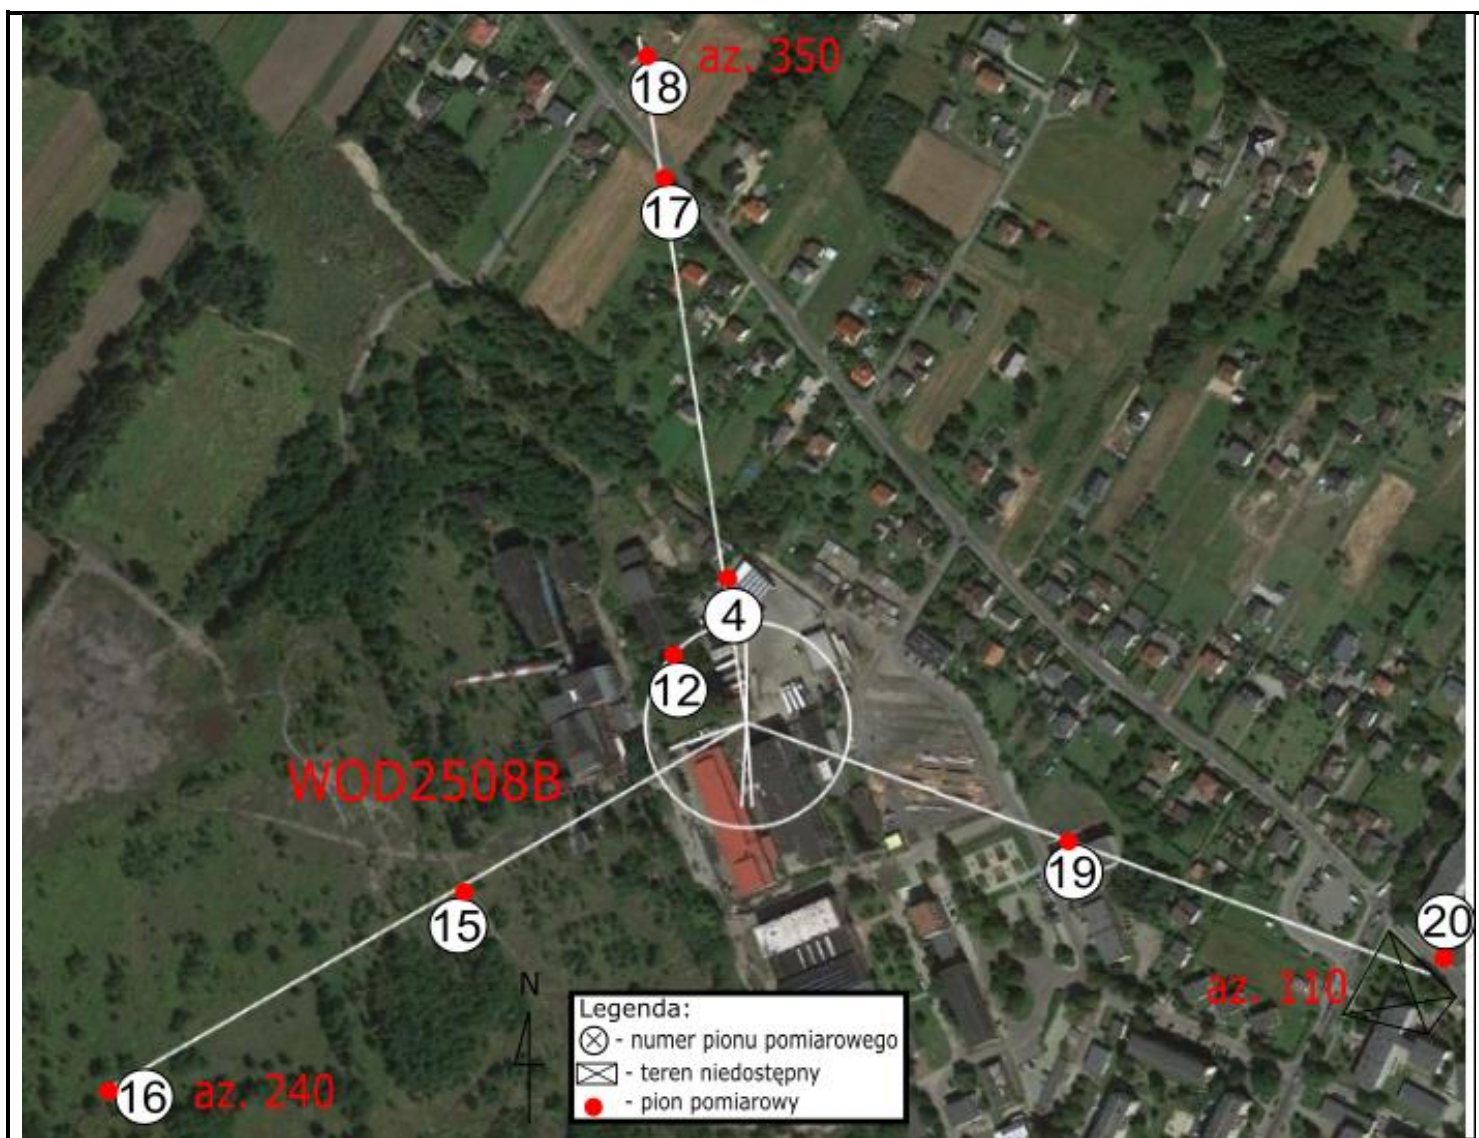 18
az. 350
17
4
12
WOD2508B
19
15
20
az. 110
N
16
az. 240
Legenda:
- numer pionu pomiarowego
- teren niedostępny
- pion pomiarowy